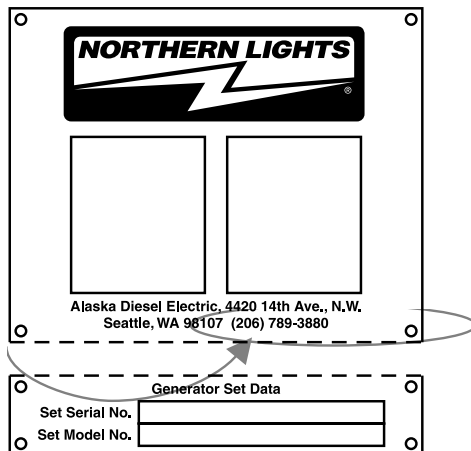 NORTHERN LIGHTS
®
Alaska Diesel Electric, 4420 14th Ave., N.W.
Seattle, WA 98107 (206) 789-3880
Generator Set Data
Set Serial No.
Set Model No.